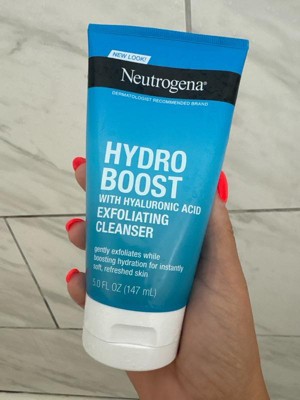 NEW LOOK!
Neutrogena®
DERMATOLOGIST RECOMMENDED BRAND
HYDRO
BOOST
WITH HYALURONIC ACID
EXFOLIATING
CLEANSER
gently exfoliates while
boosting hydration for instantly
soft, refreshed skin
5.0 FL OZ (147 mL)